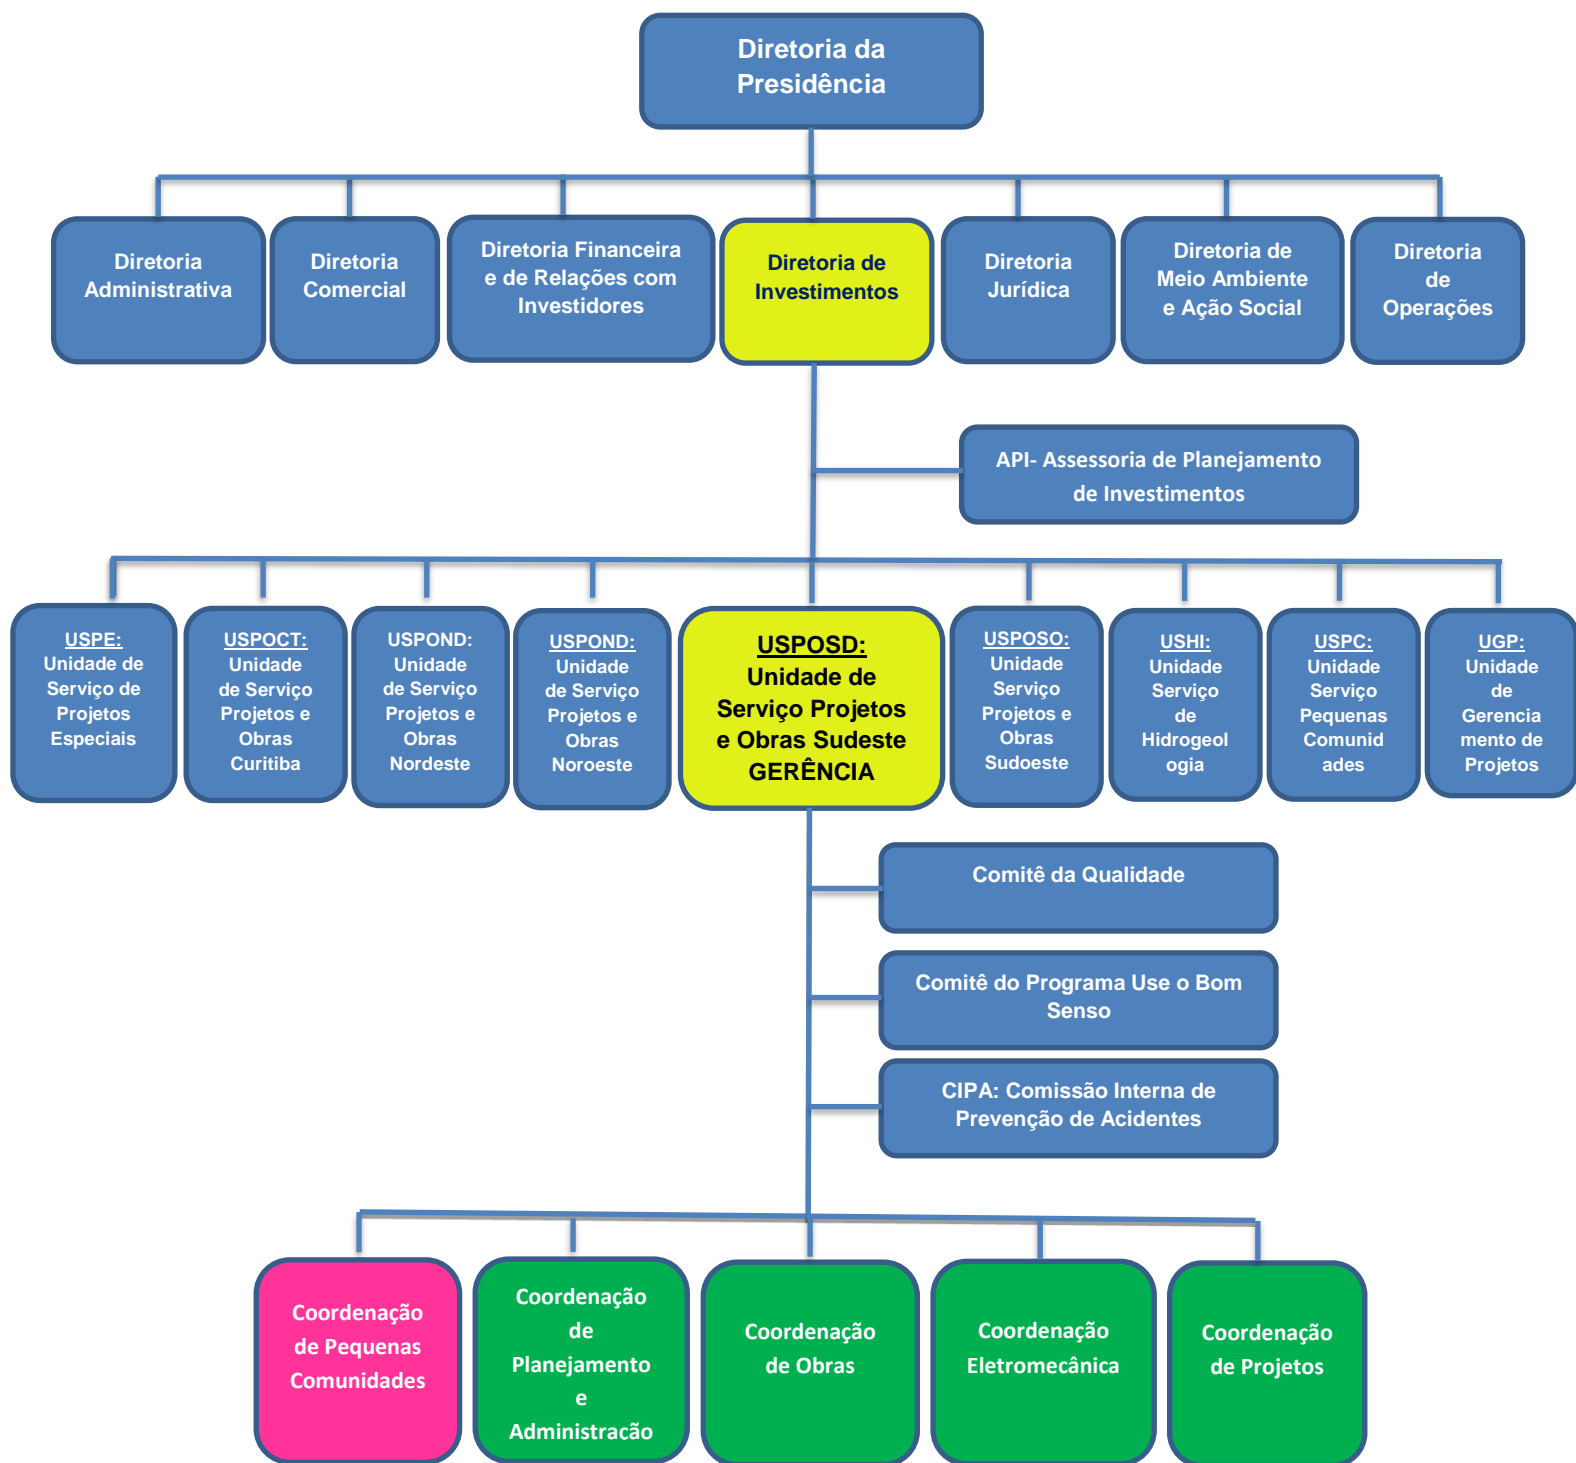 Diretoria da
Presidência
Diretoria
Administrativa
Diretoria
Comercial
Diretoria Financeira
e de Relações com
Investidores
Diretoria de
Investimentos
Diretoria
Jurídica
Diretoria de
Meio Ambiente
e Ação Social
Diretoria
de
Operações
API- Assessoria de Planejamento
de Investimentos
USPE:
Unidade de
Serviço de
Projetos
Especiais
USPOCT:
Unidade
de Serviço
Projetos e
Obras
Curitiba
USPOND:
Unidade
de Serviço
Projetos e
Obras
Nordeste
USPOND:
Unidade
de Serviço
Projetos e
Obras
Noroeste
USPOSD:
Unidade de
Serviço Projetos
e Obras Sudeste
GERÊNCIA
USPOSO:
Unidade
Serviço
Projetos e
Obras
Sudoeste
USHI:
Unidade
Serviço
de
Hidrogeol
ogia
USPC:
Unidade
Serviço
Pequenas
Comunid
ades
UGP:
Unidade
de
Gerencia
mento de
Projetos
Comitê da Qualidade
Comitê do Programa Use o Bom
Senso
CIPA: Comissão Interna de
Prevenção de Acidentes
Coordenação
de Pequenas
Comunidades
Coordenação
de
Planejamento
e
Administracão
Coordenação
de Obras
Coordenação
Eletromecânica
Coordenação
de Projetos